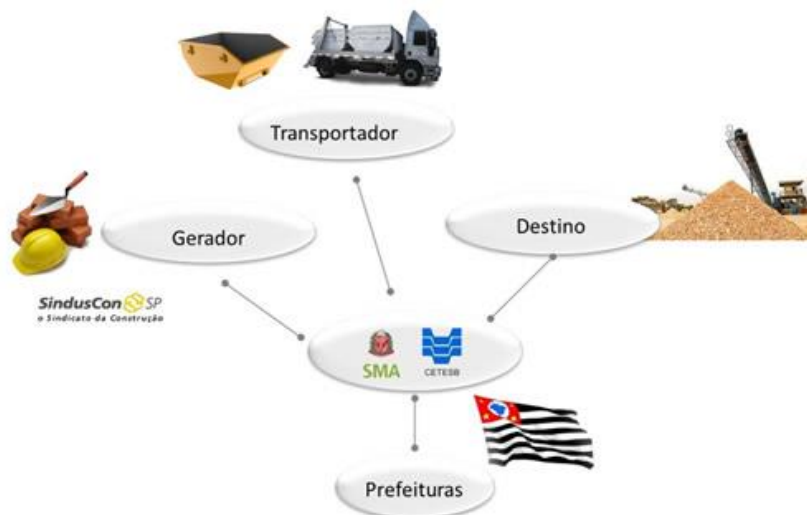 Transportador
Gerador
Destino
SindusCon SP
o Sindicato da Construção
SMA
CETESB
Prefeituras